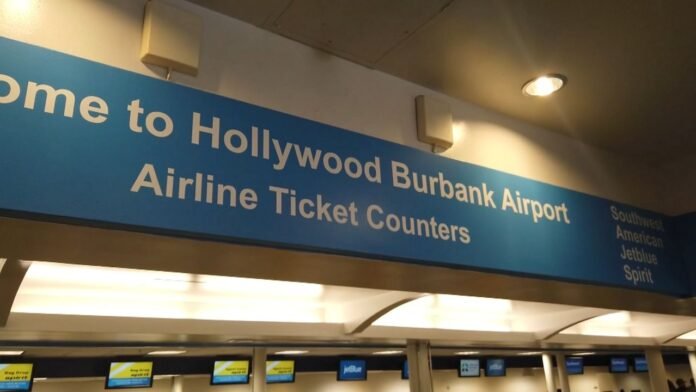 ome to Hollywood Burbank Airport
Airline Ticket Counters
Southwest
American
Jetblue
Spirit
jetBlue